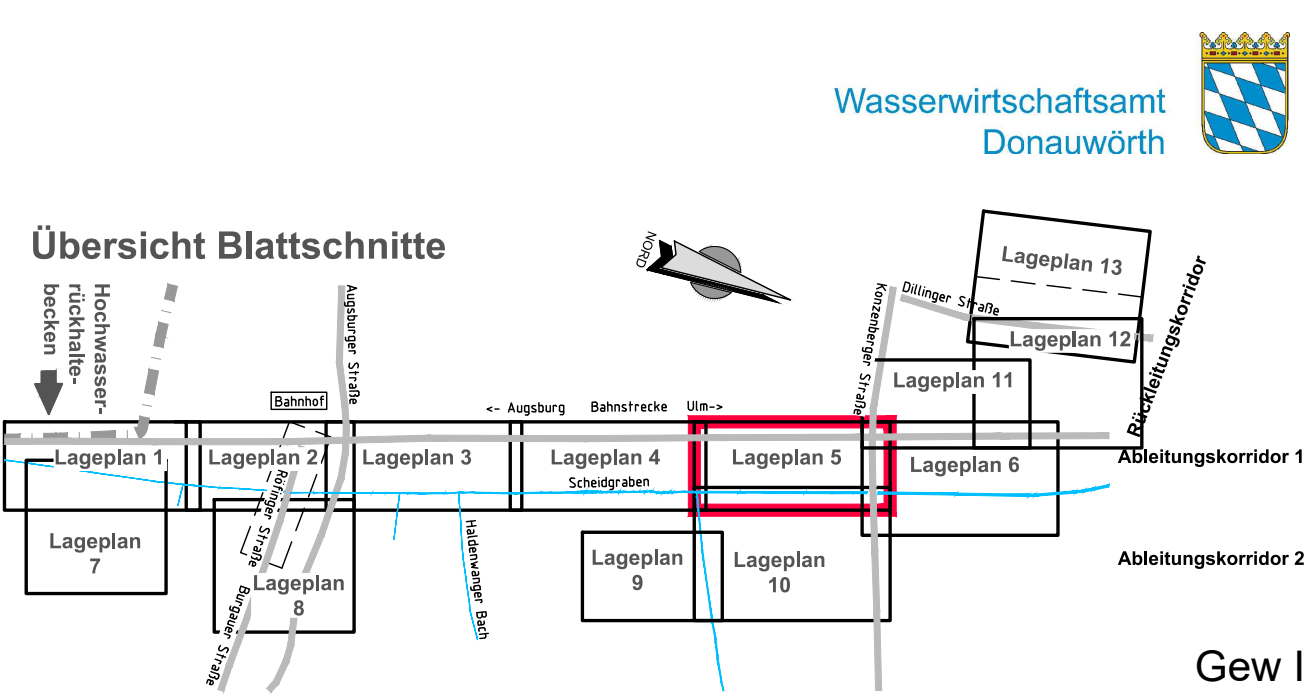 Wasserwirtschaftsamt
Donauwörth
Übersicht Blattschnitte
NORD
Hochwasser-
rückhalte-
becken
Augsburger Straße
Bahnhof
<- Augsburg Bahnstrecke Ulm->
Konzenberger Straße
Dillinger Straße
Lageplan 13
Lageplan 12
Lageplan 11
Rückleitungskorridor
Lageplan 1
Lageplan 2
Lageplan 3
Lageplan 4
Lageplan 5
Lageplan 6
Ableitungskorridor 1
Scheidgraben
Röfinger Straße
Haldenwanger Bach
Lageplan
7
Lageplan
8
Lageplan
9
Lageplan
10
Ableitungskorridor 2
Burgauer Straße
Gew I